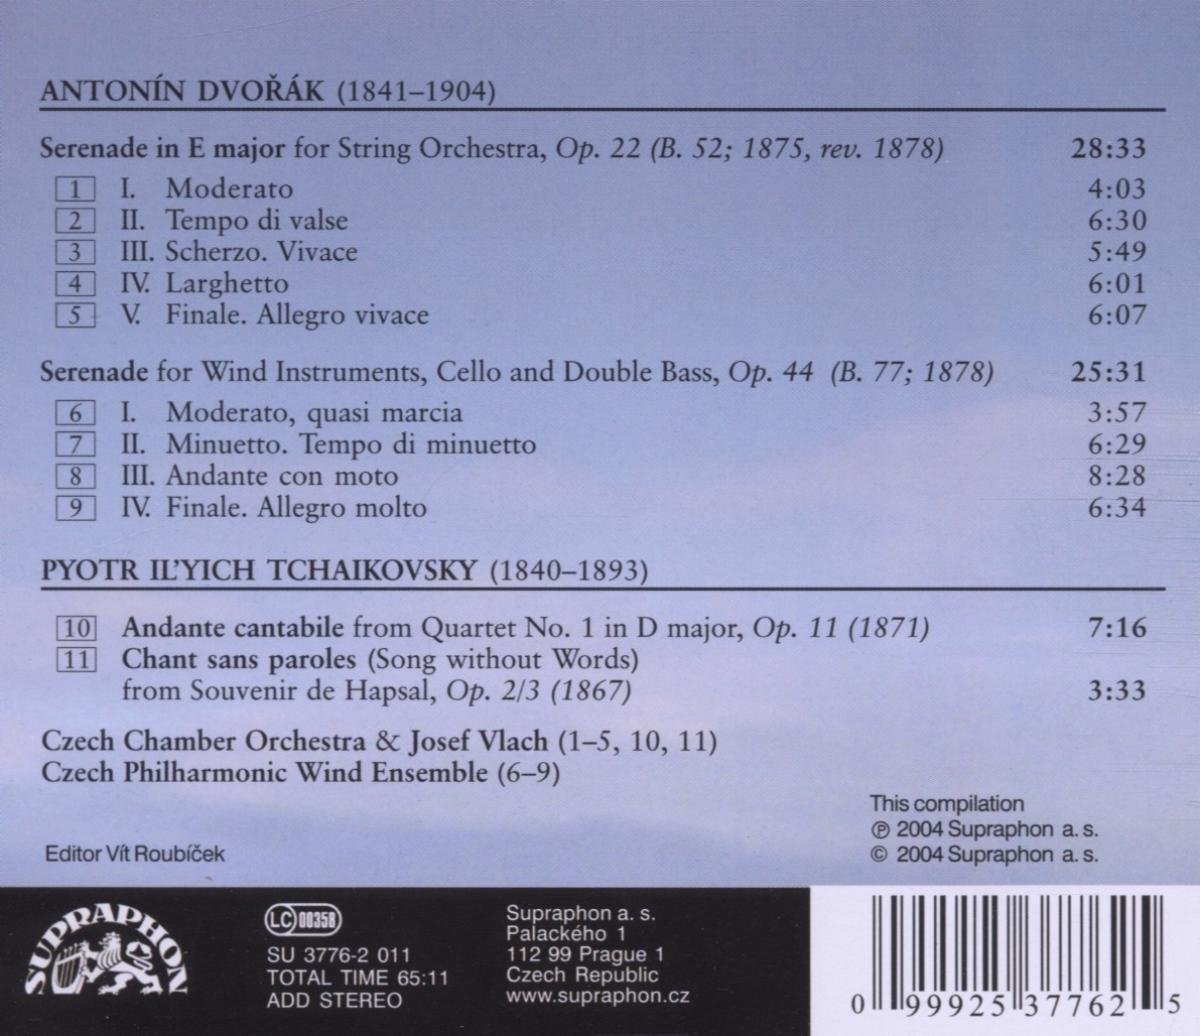 ANTONÍN DVOŘÁK (1841–1904)
Serenade in E major for String Orchestra, Op. 22 (B. 52; 1875, rev. 1878) 28:33
1 I. Moderato 4:03
2 II. Tempo di valse 6:30
3 III. Scherzo. Vivace 5:49
4 IV. Larghetto 6:01
5 V. Finale. Allegro vivace 6:07
Serenade for Wind Instruments, Cello and Double Bass, Op. 44 (B. 77; 1878) 25:31
6 I. Moderato, quasi marcia 3:57
7 II. Minuetto. Tempo di minuetto 6:29
8 III. Andante con moto 8:28
9 IV. Finale. Allegro molto 6:34
PYOTR IL'YICH TCHAIKOVSKY (1840–1893)
10 Andante cantabile from Quartet No. 1 in D major, Op. 11 (1871) 7:16
11 Chant sans paroles (Song without Words)
from Souvenir de Hapsal, Op. 2/3 (1867) 3:33
Czech Chamber Orchestra & Josef Vlach (1–5, 10, 11)
Czech Philharmonic Wind Ensemble (6–9)
This compilation
℗ 2004 Supraphon a. s.
© 2004 Supraphon a. s.
Editor Vít Roubíček
SUPRAPHON
LC 00358
SU 3776-2 011
TOTAL TIME 65:11
ADD STEREO
Supraphon a. s.
Palackého 1
112 99 Prague 1
Czech Republic
www.supraphon.cz
0 99925 37762 5